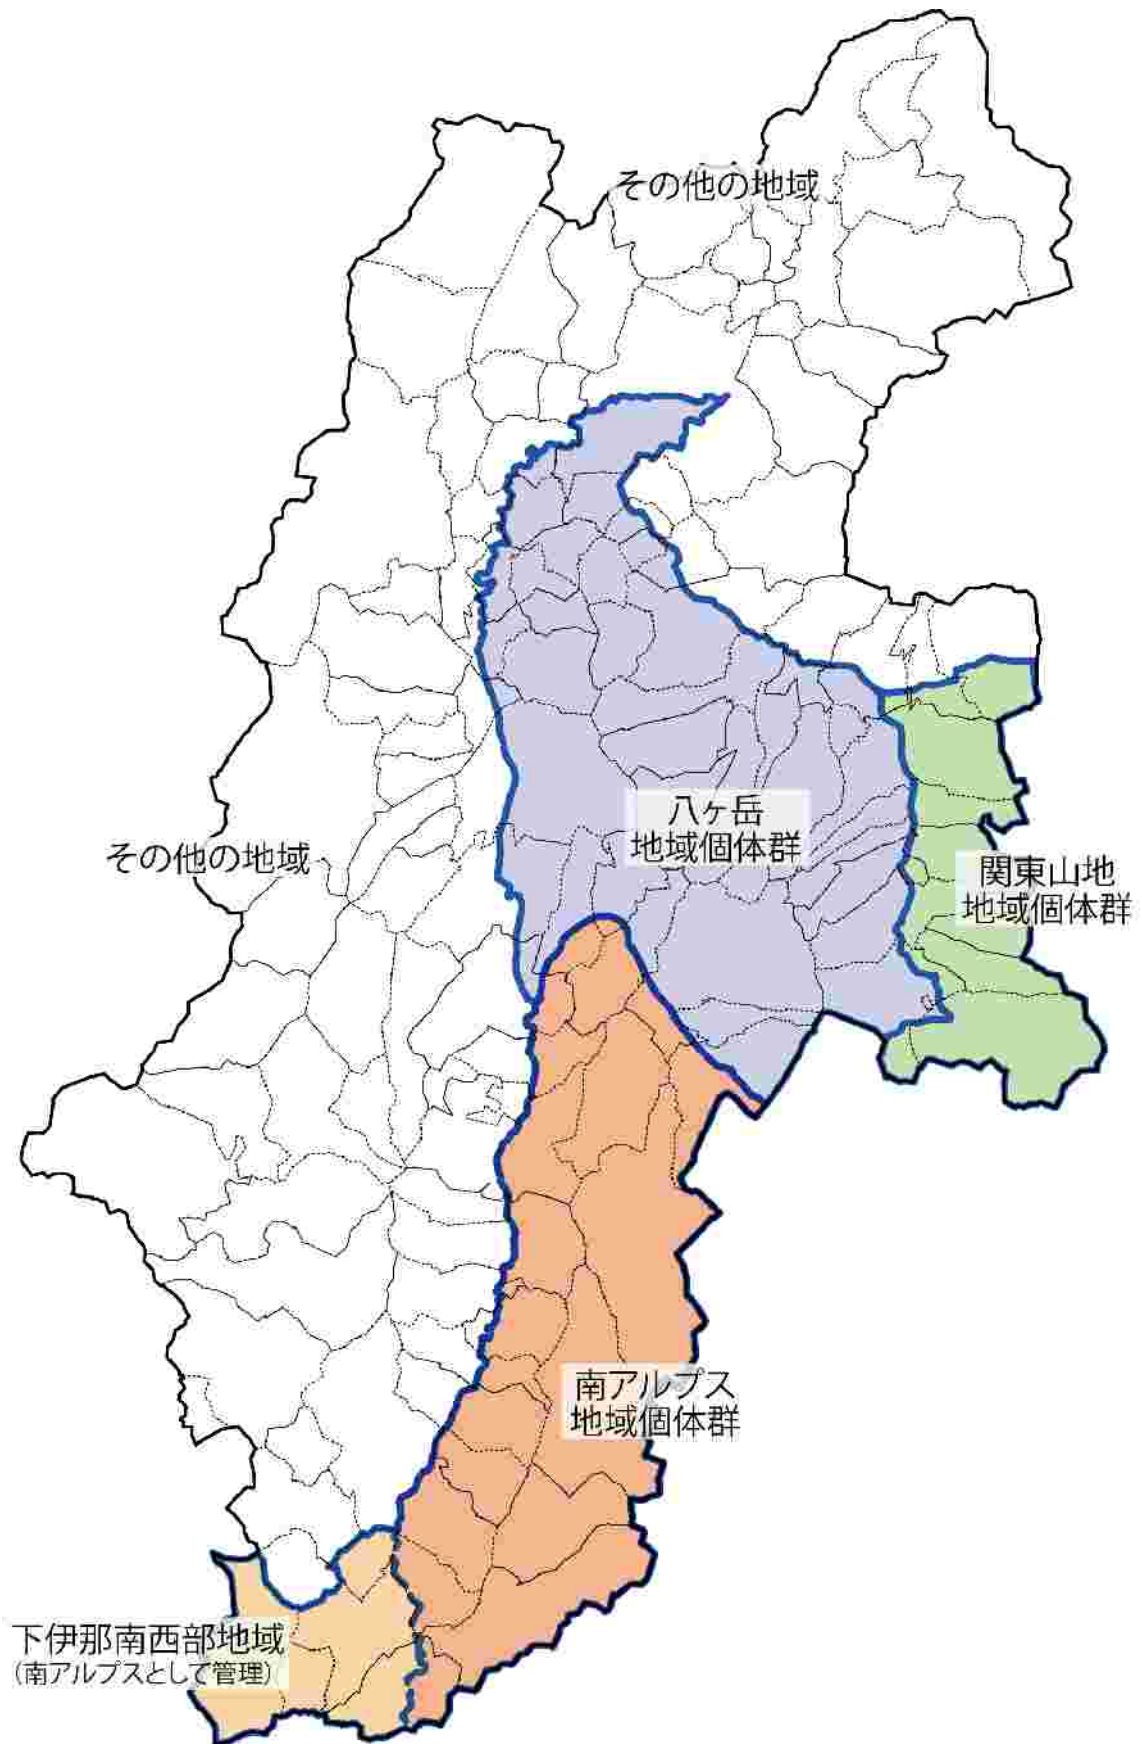 その他の地域
八ヶ岳
地域個体群
その他の地域
関東山地
地域個体群
南アルプス
地域個体群
下伊那南西部地域
(南アルプスとして管理)